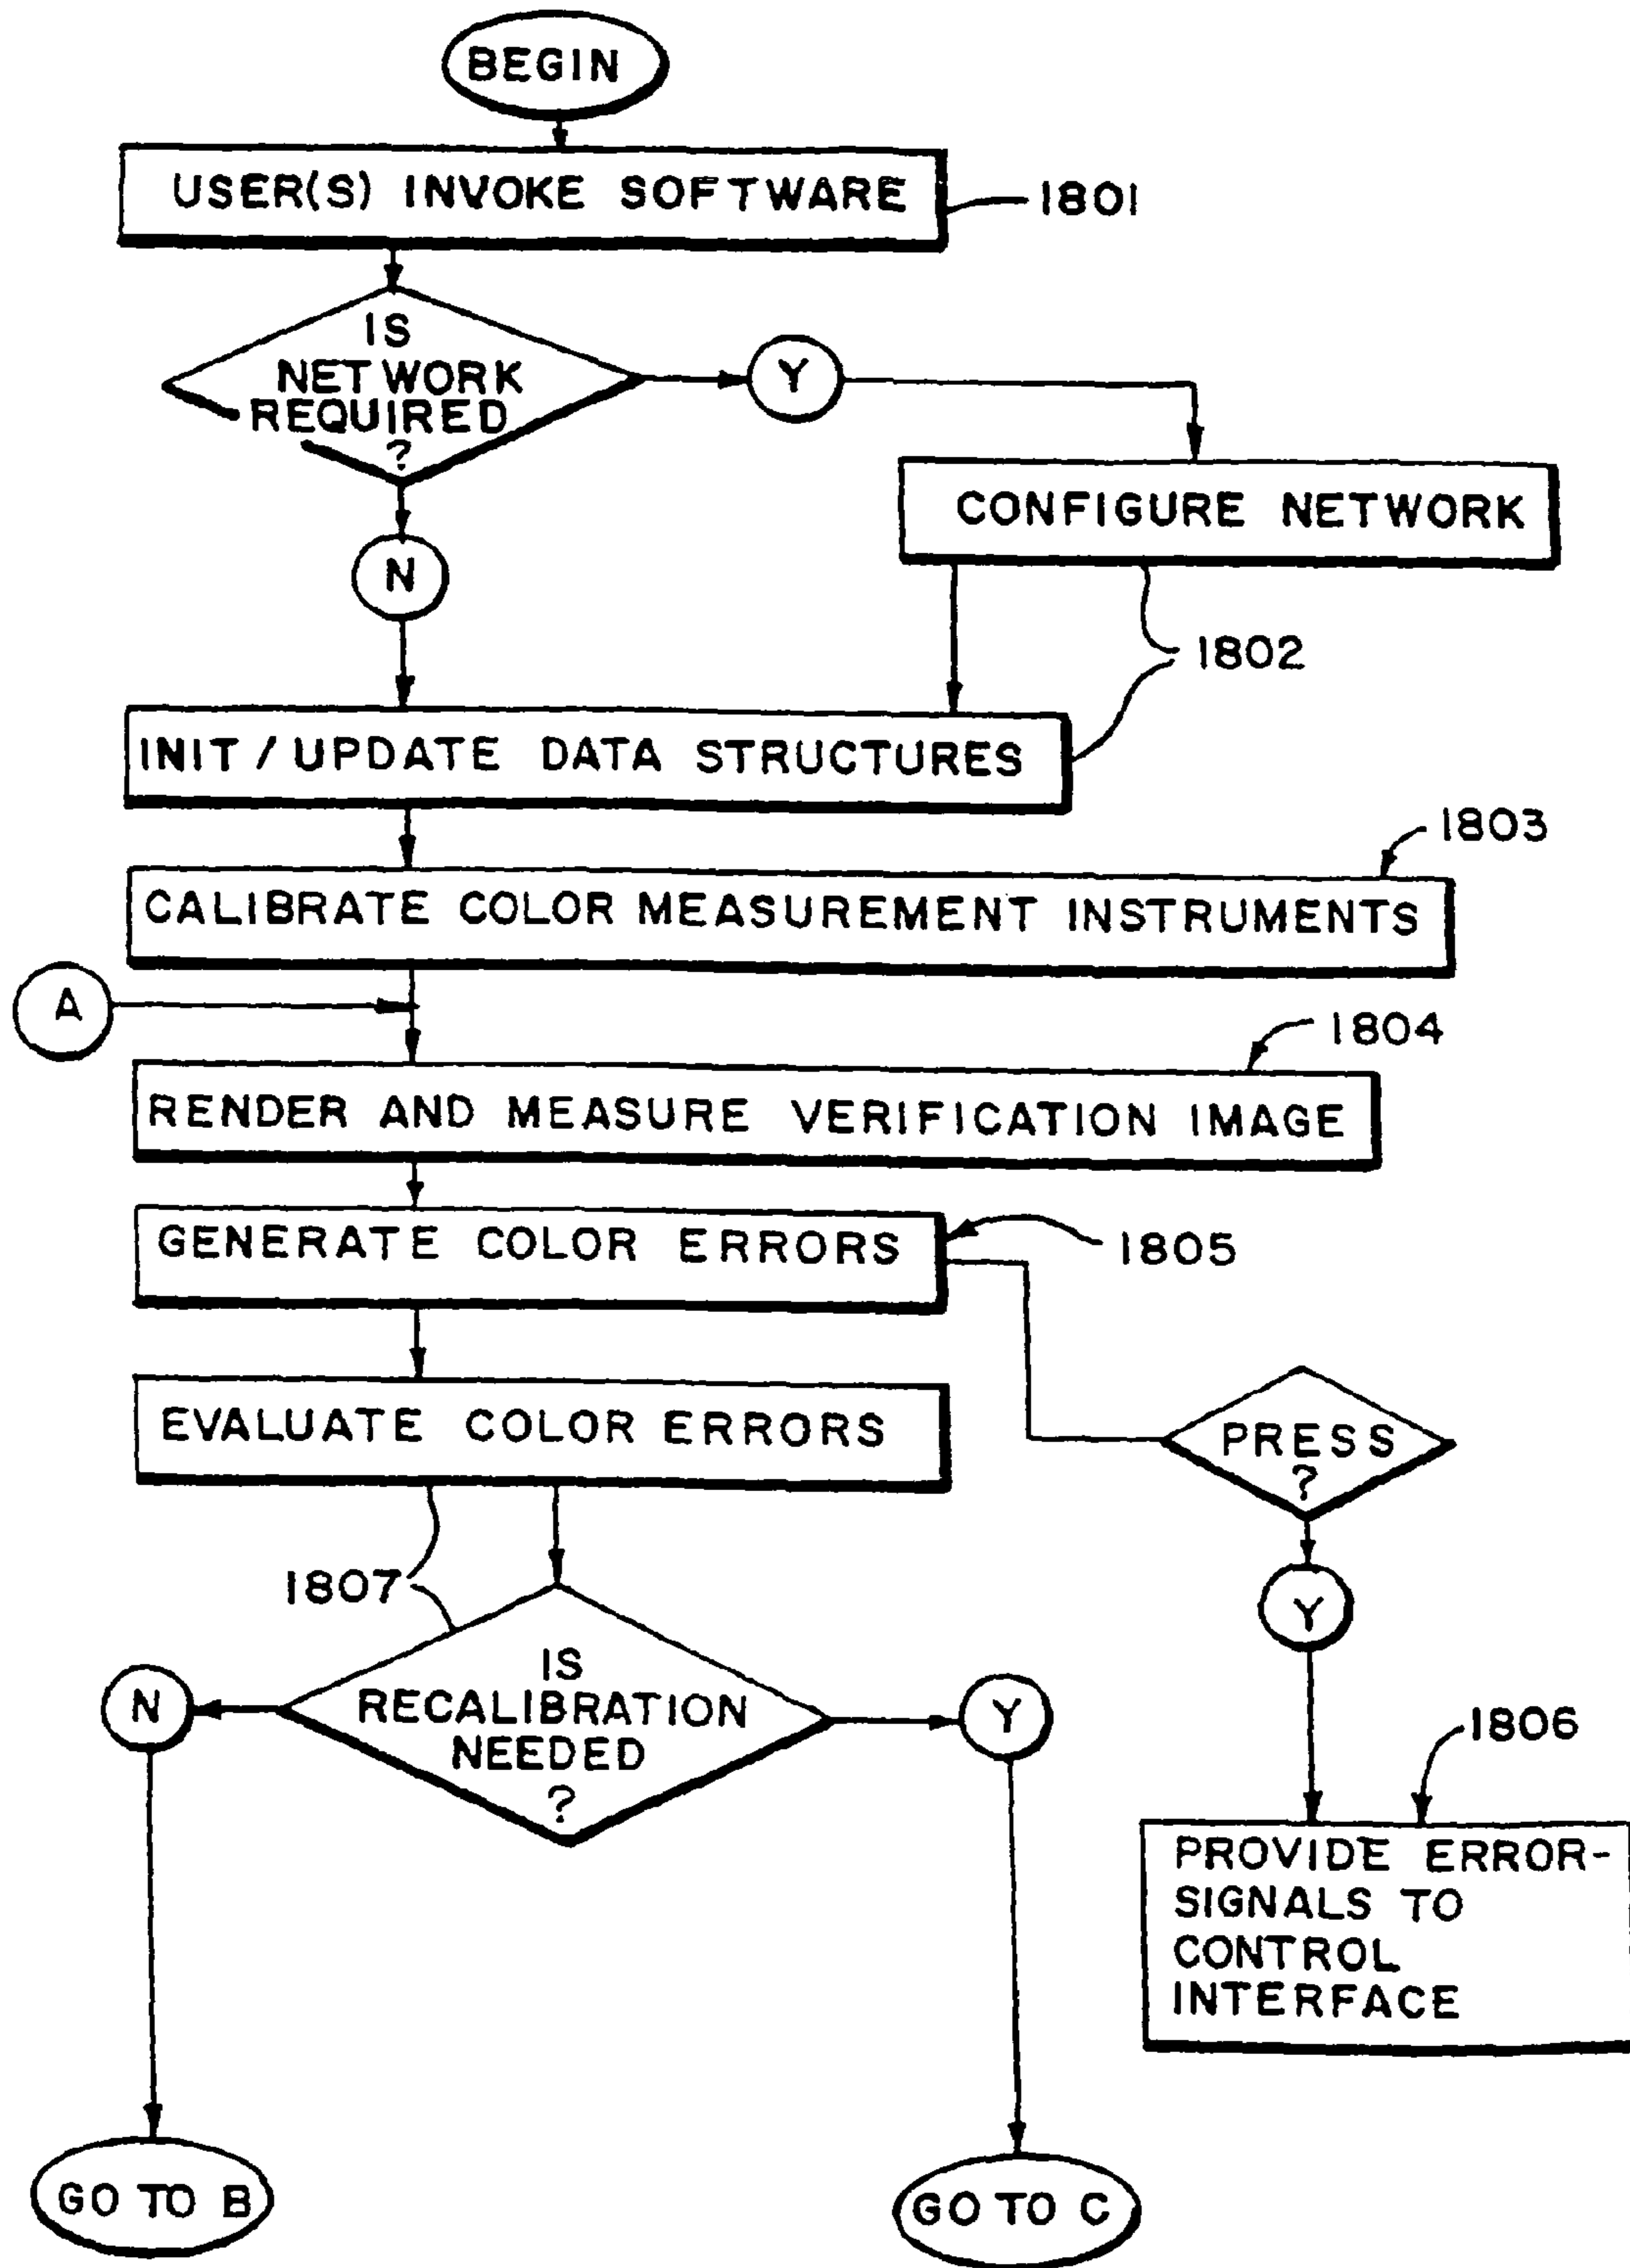 BEGIN
USER(S) INVOKE SOFTWARE
1801
IS
NETWORK
REQUIRED
?
Y
CONFIGURE NETWORK
N
1802
INIT / UPDATE DATA STRUCTURES
1803
CALIBRATE COLOR MEASUREMENT INSTRUMENTS
A
1804
RENDER AND MEASURE VERIFICATION IMAGE
GENERATE COLOR ERRORS
1805
EVALUATE COLOR ERRORS
PRESS
?
1807
Y
IS
RECALIBRATION
NEEDED
?
N
Y
1806
PROVIDE ERROR-
SIGNALS TO
CONTROL
INTERFACE
GO TO B
GO TO C